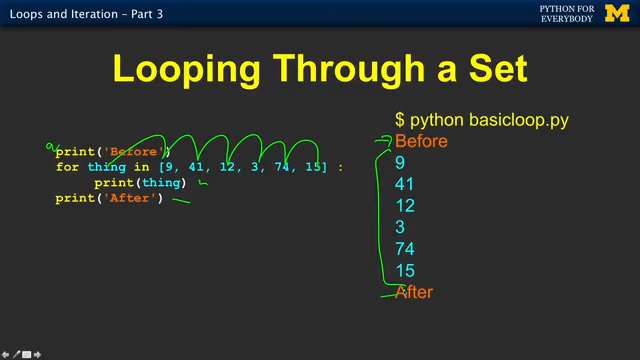 Loops and Iteration – Part 3
PYTHON FOR
EVERYBODY
Looping Through a Set
print('Before')
for thing in [9, 41, 12, 3, 74, 15] :
print(thing)
print('After')
$ python basicloop.py
Before
9
41
12
3
74
15
After